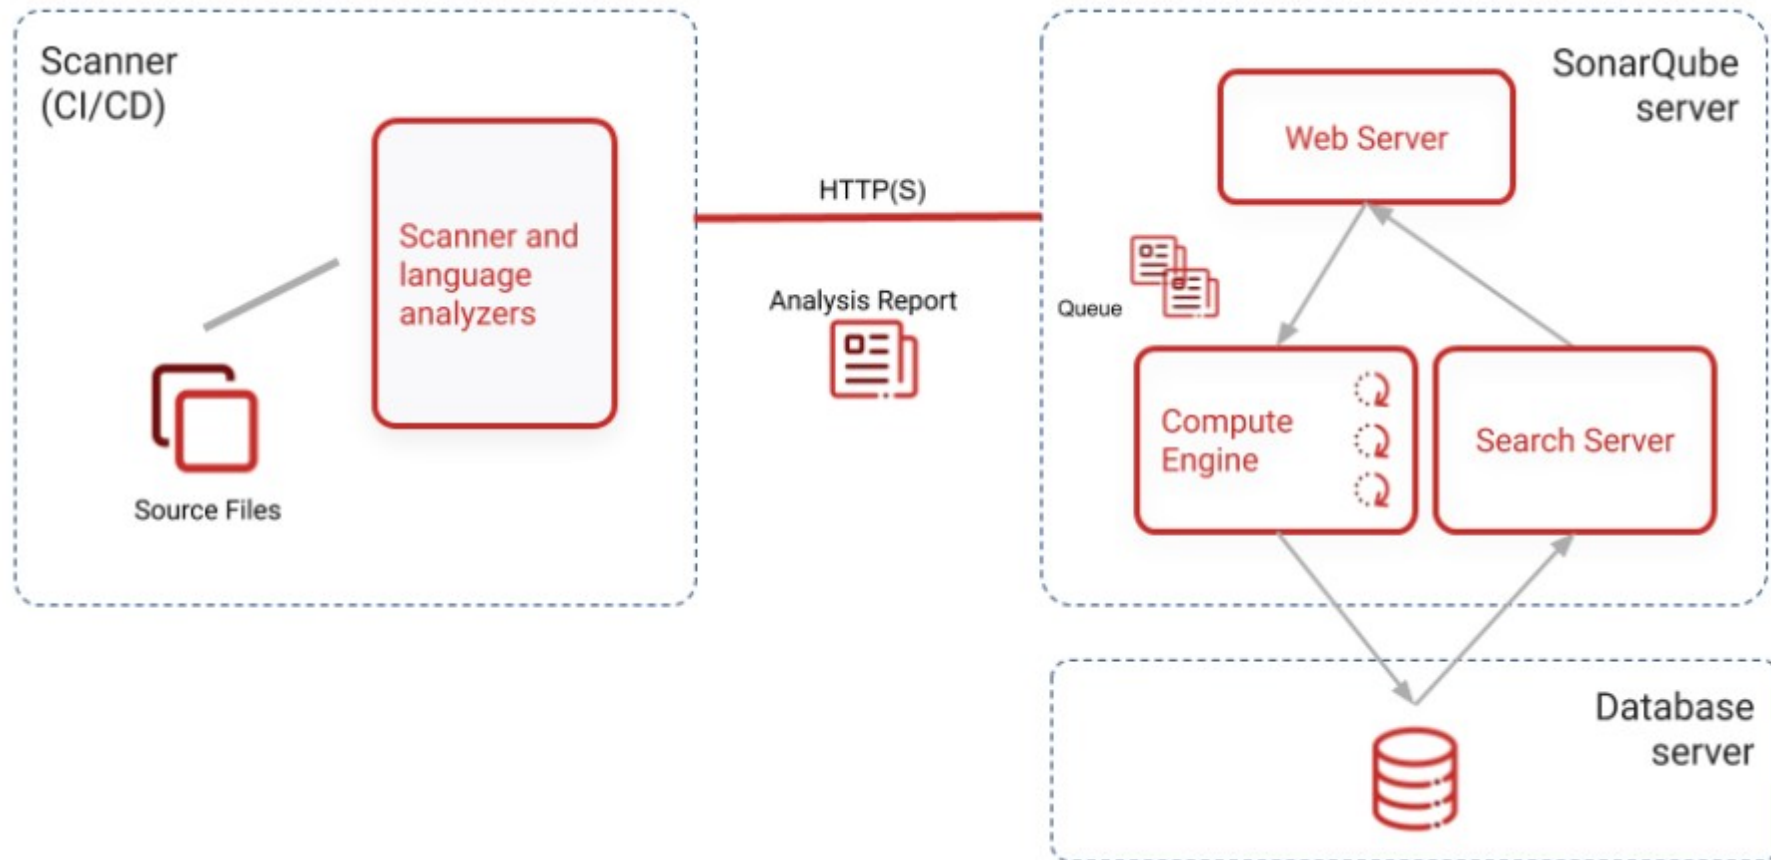 Scanner
(CI/CD)
Scanner and
language
analyzers
Source Files
HTTP(S)
Analysis Report
SonarQube
server
Web Server
Queue
Compute
Engine
Search Server
Database
server